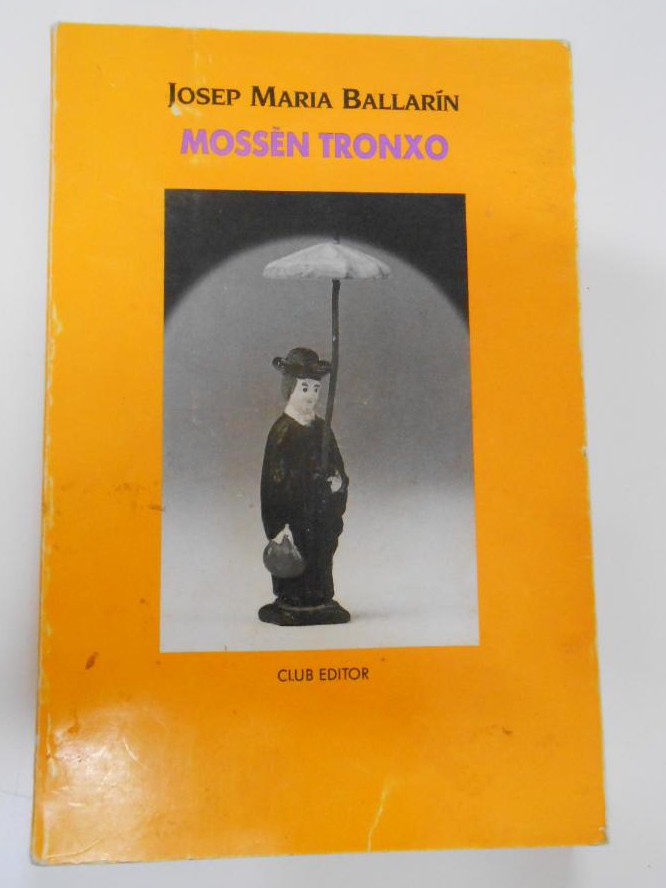 JOSEP MARIA BALLARÍN
MOSSÈN TRONXO
CLUB EDITOR